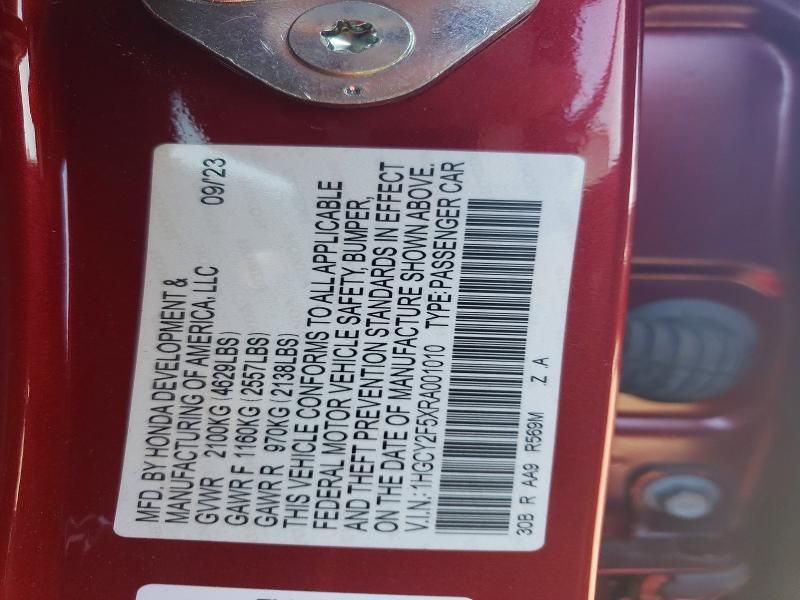 MFD. BY HONDA DEVELOPMENT &
MANUFACTURING OF AMERICA, LLC 09/'23
GVWR 2100KG (4629LBS)
GAWR F 1160KG (2557LBS)
GAWR R 970KG (2138LBS)
THIS VEHICLE CONFORMS TO ALL APPLICABLE
FEDERAL MOTOR VEHICLE SAFETY, BUMPER,
AND THEFT PREVENTION STANDARDS IN EFFECT
ON THE DATE OF MANUFACTURE SHOWN ABOVE.
V.I.N.:1HGCY2F5XRA001010 TYPE:PASSENGER CAR
30B R AA9 R569M Z A